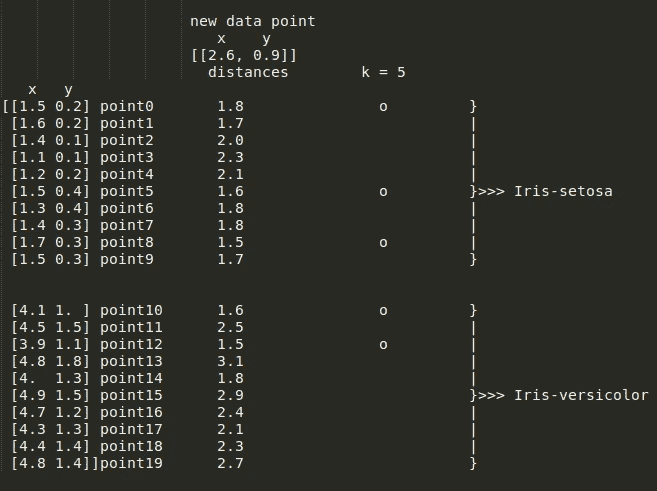 new data point
x y
[[2.6, 0.9]]
distances k = 5
x y
[[1.5 0.2] point0 1.8 o }
[1.6 0.2] point1 1.7 |
[1.4 0.1] point2 2.0 |
[1.1 0.1] point3 2.3 |
[1.2 0.2] point4 2.1 |
[1.5 0.4] point5 1.6 o }>>> Iris-setosa
[1.3 0.4] point6 1.8 |
[1.4 0.3] point7 1.8 |
[1.7 0.3] point8 1.5 o |
[1.5 0.3] point9 1.7 }
[4.1 1. ] point10 1.6 o }
[4.5 1.5] point11 2.5 |
[3.9 1.1] point12 1.5 o |
[4.8 1.8] point13 3.1 |
[4. 1.3] point14 1.8 |
[4.9 1.5] point15 2.9 }>>> Iris-versicolor
[4.7 1.2] point16 2.4 |
[4.3 1.3] point17 2.1 |
[4.4 1.4] point18 2.3 |
[4.8 1.4]]point19 2.7 }